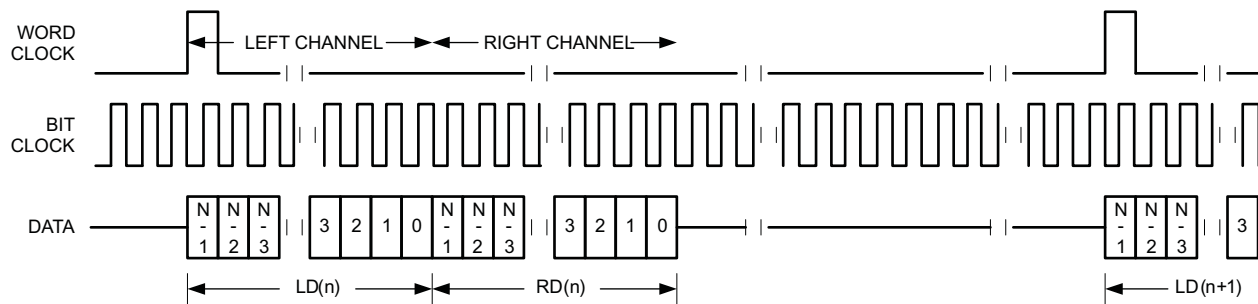 WORD
CLOCK
LEFT CHANNEL
RIGHT CHANNEL
BIT
CLOCK
DATA
N-1
N-2
N-3
3 2 1 0
N-1
N-2
N-3
3 2 1 0
N-1
N-2
N-3
3
LD(n)
RD(n)
LD(n+1)